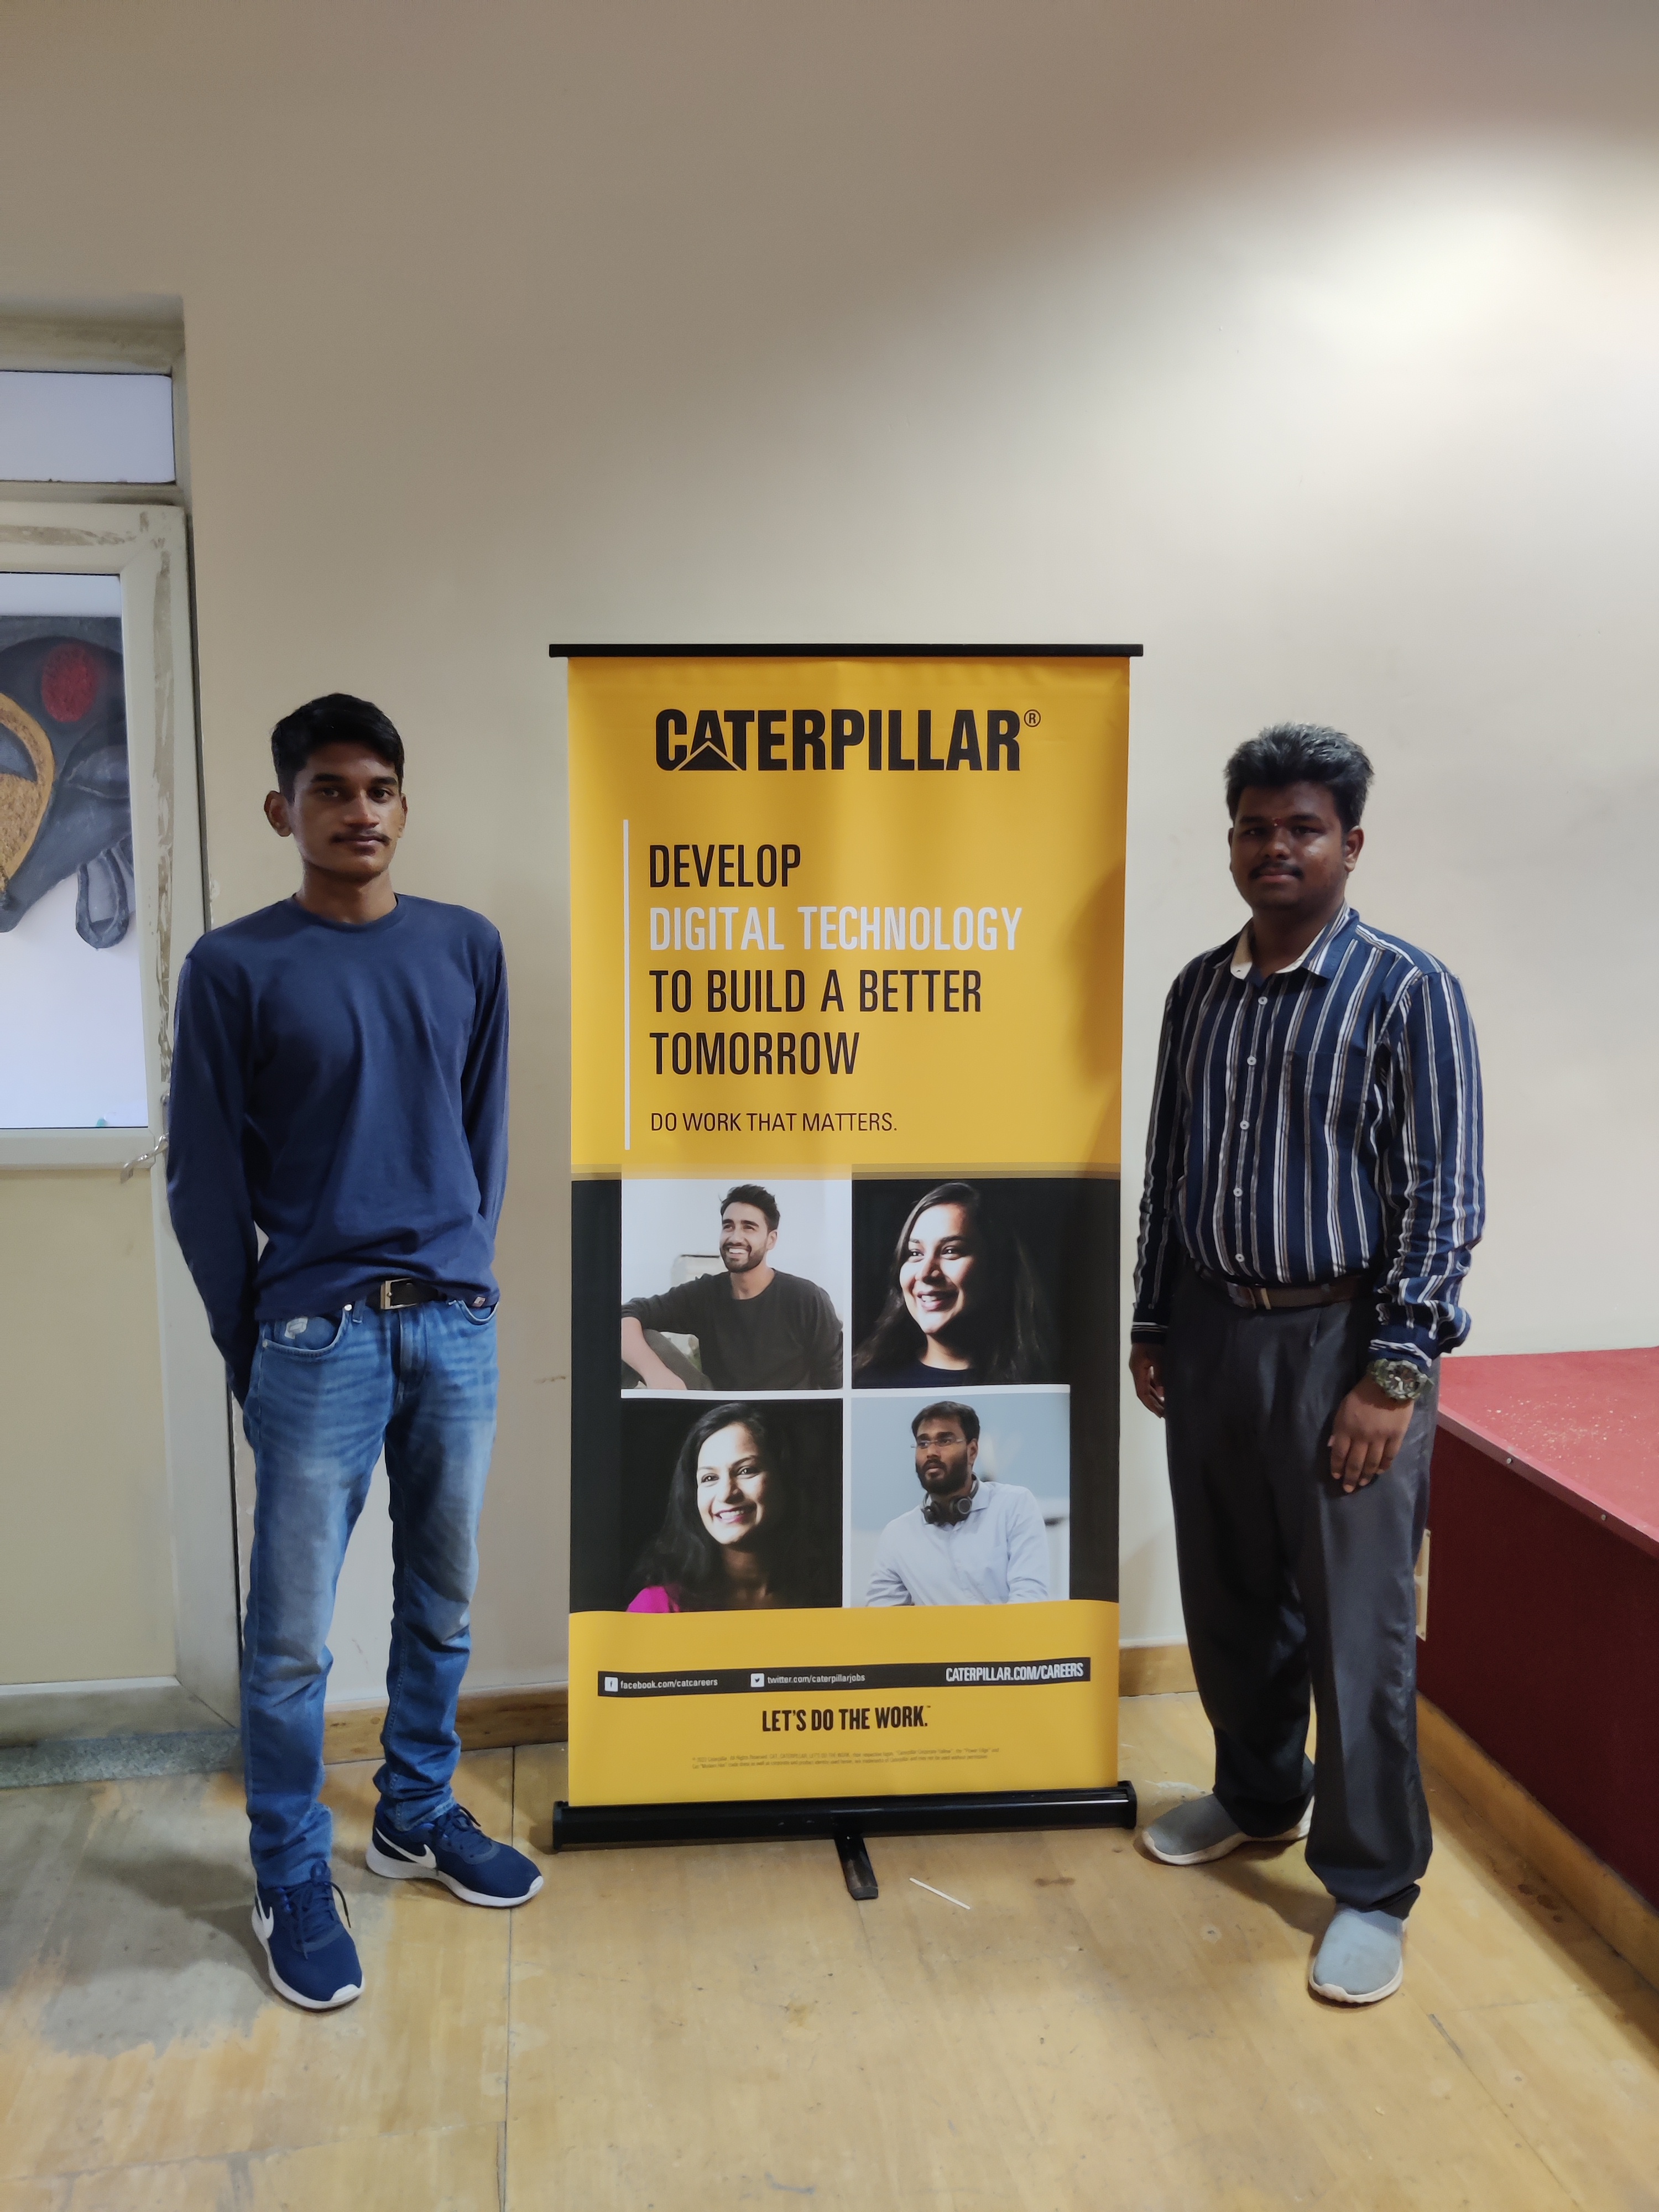 CATERPILLAR®
DEVELOP
DIGITAL TECHNOLOGY
TO BUILD A BETTER
TOMORROW
DO WORK THAT MATTERS.
facebook.com/catcareers twitter.com/caterpillarjobs CATERPILLAR.COM/CAREERS
LET'S DO THE WORK.™